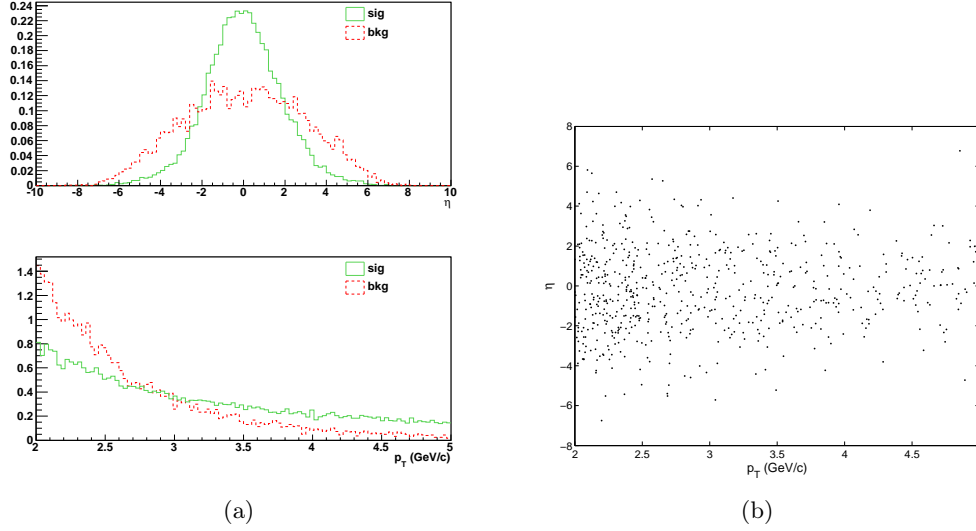 0.24
0.22
0.2
0.18
0.16
0.14
0.12
0.1
0.08
0.06
0.04
0.02
0
-10 -8 -6 -4 -2 0 2 4 6 8 10
η
sig
bkg
1.4
1.2
1
0.8
0.6
0.4
0.2
0
2 2.5 3 3.5 4 4.5 5
p_T (GeV/c)
sig
bkg
(a)
8
6
4
2
0
−2
−4
−6
−8
η
2 2.5 3 3.5 4 4.5
p_T (GeV/c)
(b)